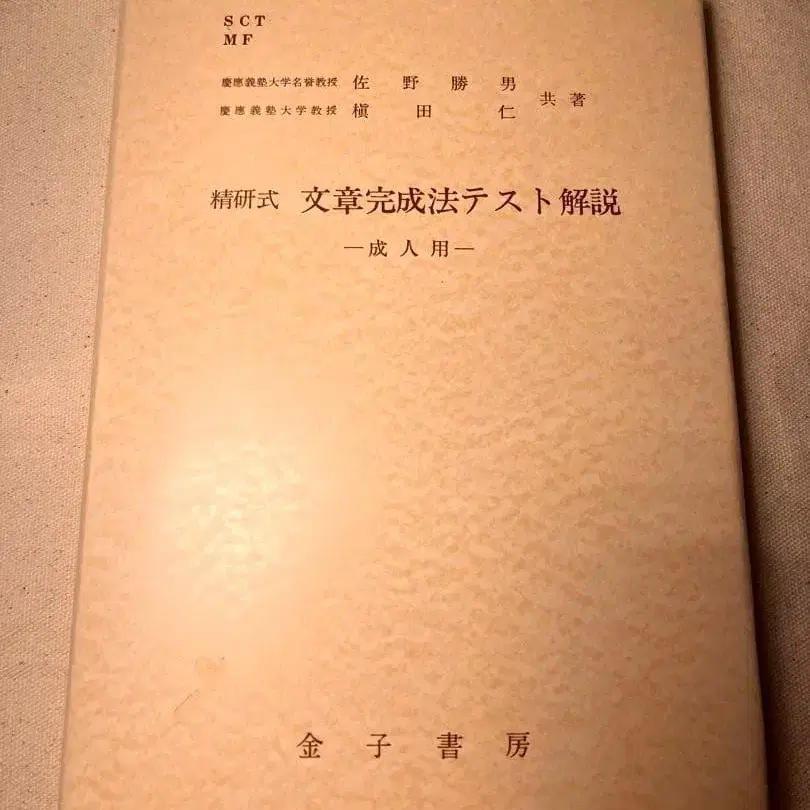 SCT
MF
慶應義塾大学名誉教授 佐野勝男
慶應義塾大学教授 槇田仁 共著
精研式 文章完成法テスト解説
―成人用―
金子書房